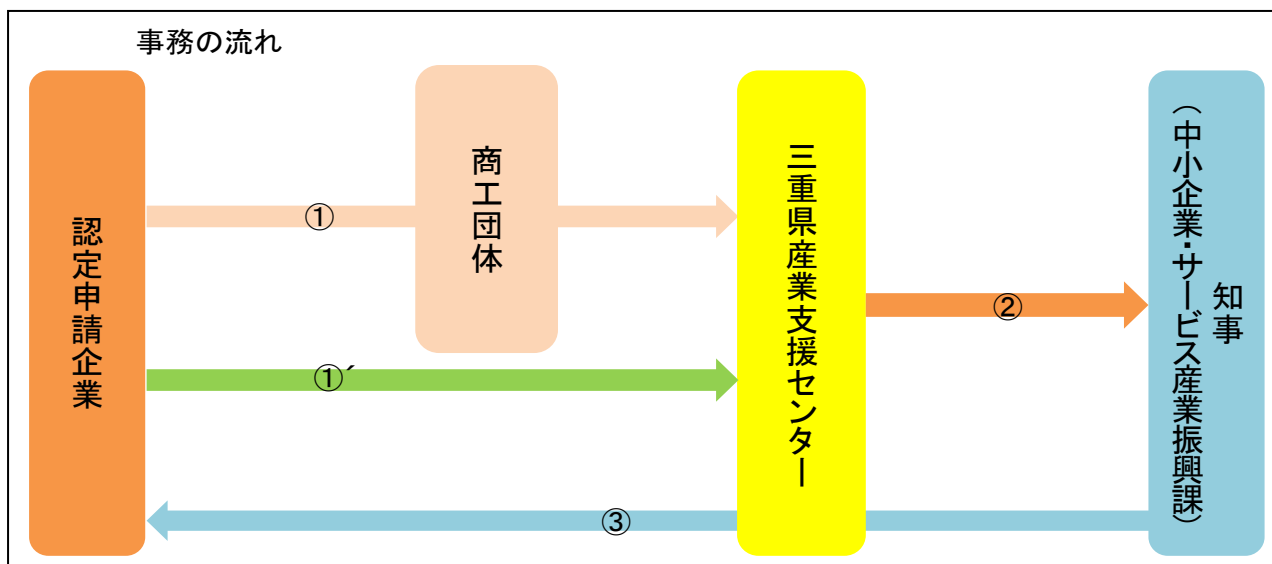 事務の流れ
認定申請企業
①
商工団体
①´
三重県産業支援センター
②
知事
（中小企業・サービス産業振興課）
③